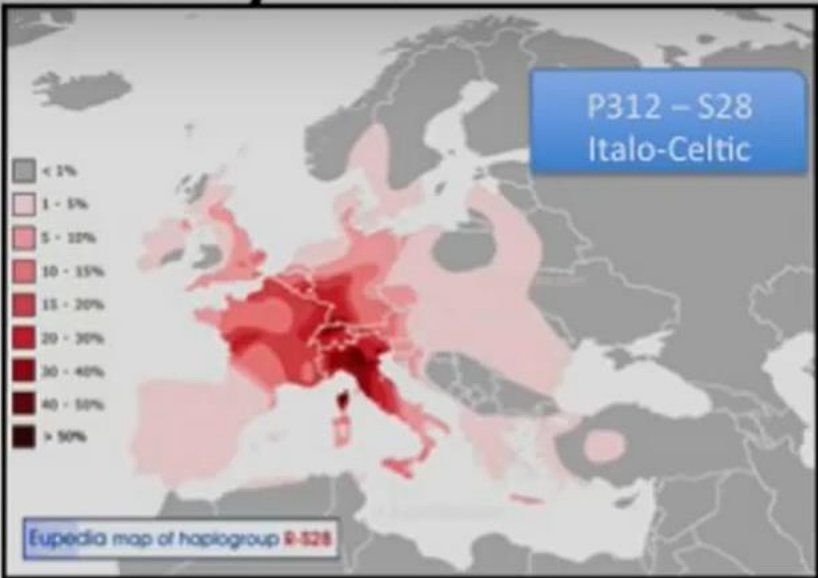 P312 – S28
Italo-Celtic
< 1%
1 - 5%
5 - 10%
10 - 15%
15 - 20%
20 - 30%
30 - 40%
40 - 50%
> 50%
Eupedia map of haplogroup R-S28